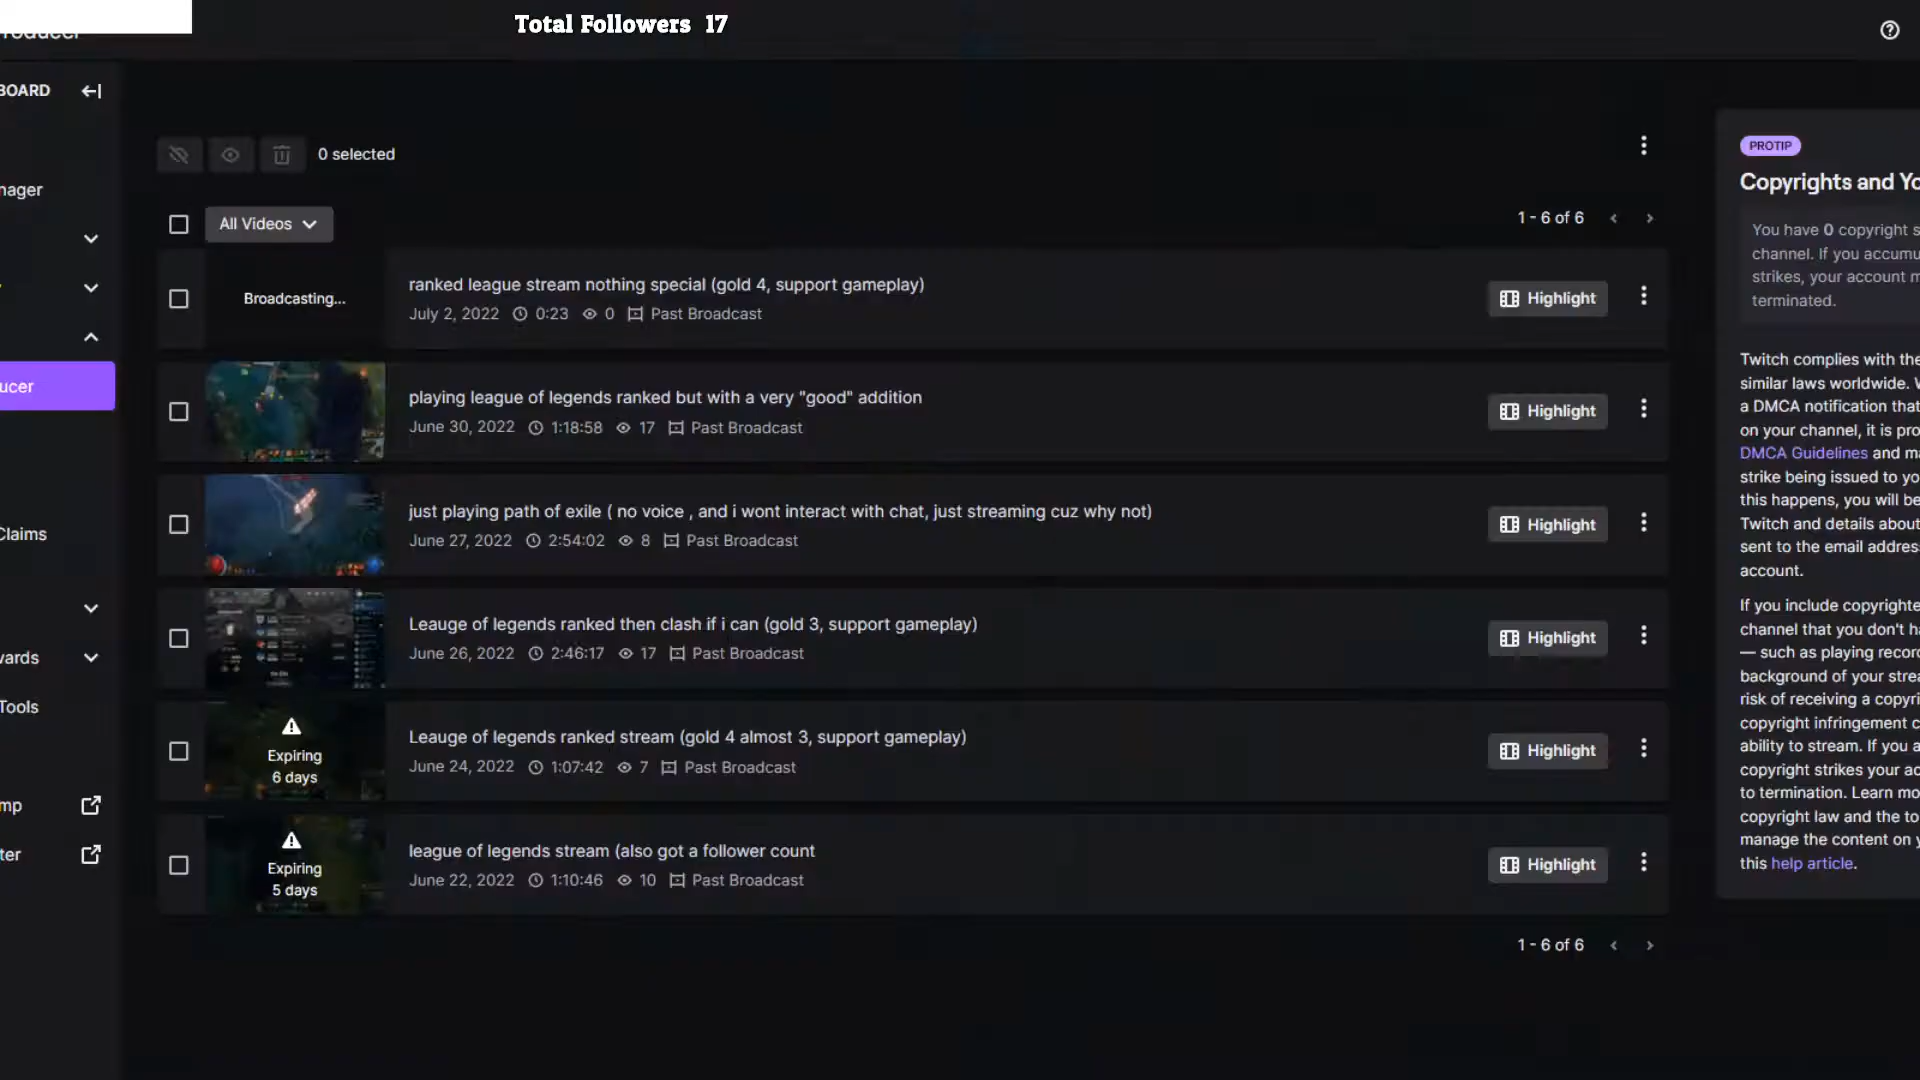 Total Followers 17
BOARD
nager
ucer
Claims
wards
Tools
mp
ter
0 selected
All Videos
1 - 6 of 6
Broadcasting...
ranked league stream nothing special (gold 4, support gameplay)
July 2, 2022 0:23 0 Past Broadcast
Highlight
playing league of legends ranked but with a very "good" addition
June 30, 2022 1:18:58 17 Past Broadcast
Highlight
just playing path of exile ( no voice , and i wont interact with chat, just streaming cuz why not)
June 27, 2022 2:54:02 8 Past Broadcast
Highlight
Leauge of legends ranked then clash if i can (gold 3, support gameplay)
June 26, 2022 2:46:17 17 Past Broadcast
Highlight
Expiring
6 days
Leauge of legends ranked stream (gold 4 almost 3, support gameplay)
June 24, 2022 1:07:42 7 Past Broadcast
Highlight
Expiring
5 days
league of legends stream (also got a follower count
June 22, 2022 1:10:46 10 Past Broadcast
Highlight
1 - 6 of 6
PROTIP
Copyrights and Yo
You have 0 copyright s
channel. If you accumu
strikes, your account m
terminated.
Twitch complies with the
similar laws worldwide. W
a DMCA notification that
on your channel, it is pro
DMCA Guidelines and ma
strike being issued to yo
this happens, you will be
Twitch and details about
sent to the email address
account.
If you include copyrighte
channel that you don't ha
— such as playing record
background of your strea
risk of receiving a copyri
copyright infringement c
ability to stream. If you a
copyright strikes your ac
to termination. Learn mo
copyright law and the to
manage the content on y
this help article.